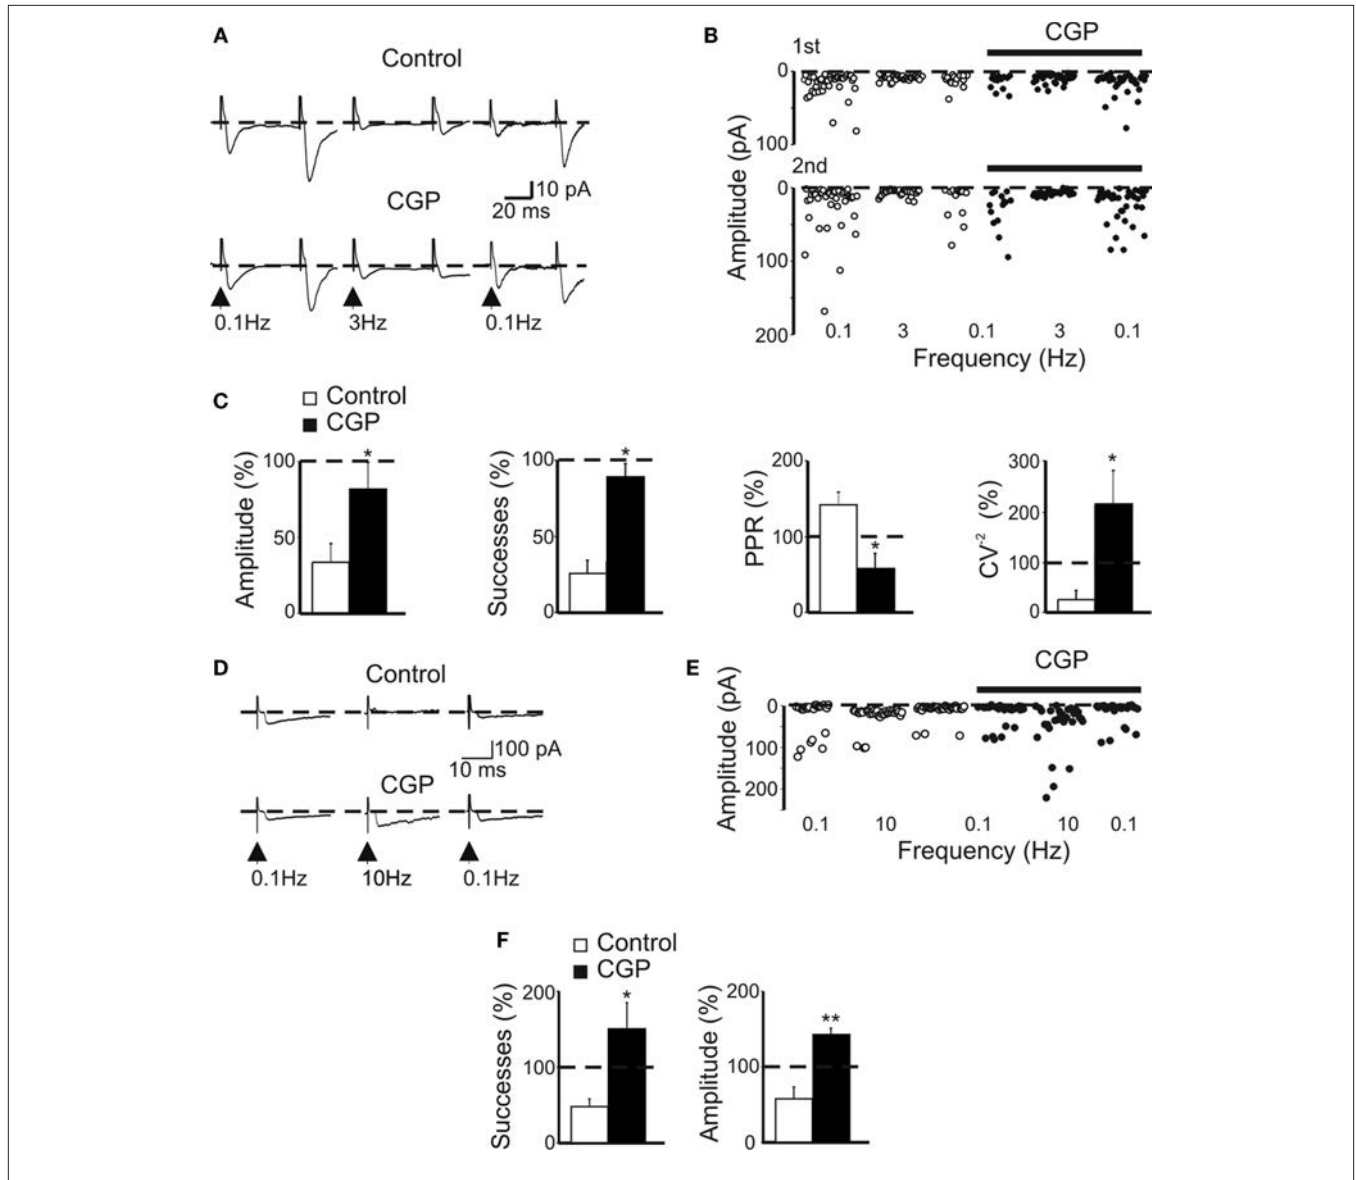 A
Control
10 pA
20 ms
CGP
0.1Hz 3Hz 0.1Hz
B
CGP
1st
0
100
2nd
0
100
200
Amplitude (pA)
0.1 3 0.1 3 0.1
Frequency (Hz)
C
Control
CGP
Amplitude (%)
100
50
0
*
Successes (%)
100
50
0
*
PPR (%)
200
100
0
*
CV-2 (%)
300
200
100
0
*
D
Control
100 pA
10 ms
CGP
0.1Hz 10Hz 0.1Hz
E
CGP
Amplitude (pA)
0
100
200
0.1 10 0.1 10 0.1
Frequency (Hz)
F
Control
CGP
Successes (%)
200
100
0
*
Amplitude (%)
200
100
0
**